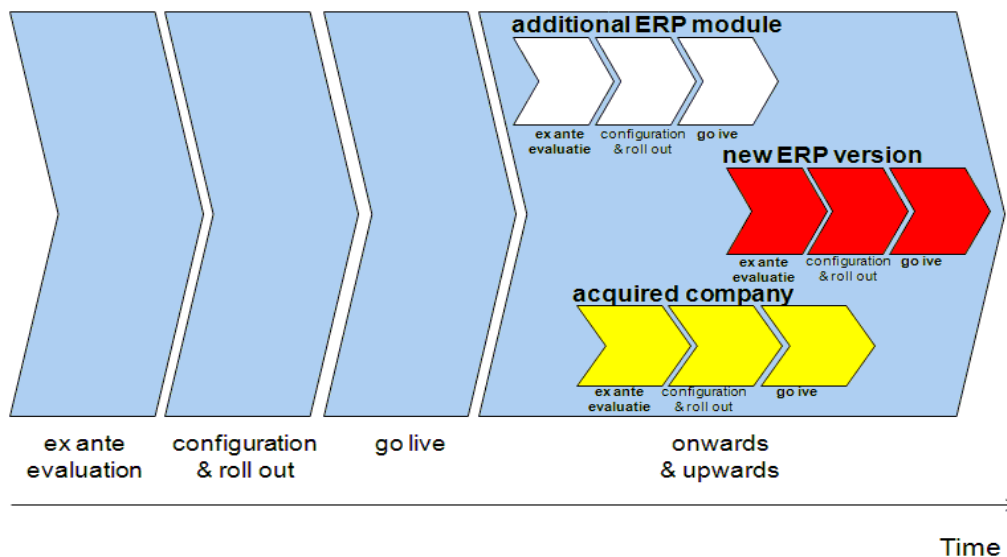 additional ERP module
ex ante
evaluatie
configuration
& roll out
go ive
new ERP version
ex ante
evaluatie
configuration
& roll out
go ive
acquired company
ex ante
evaluatie
configuration
& roll out
go ive
ex ante
evaluation
configuration
& roll out
go live
onwards
& upwards
Time